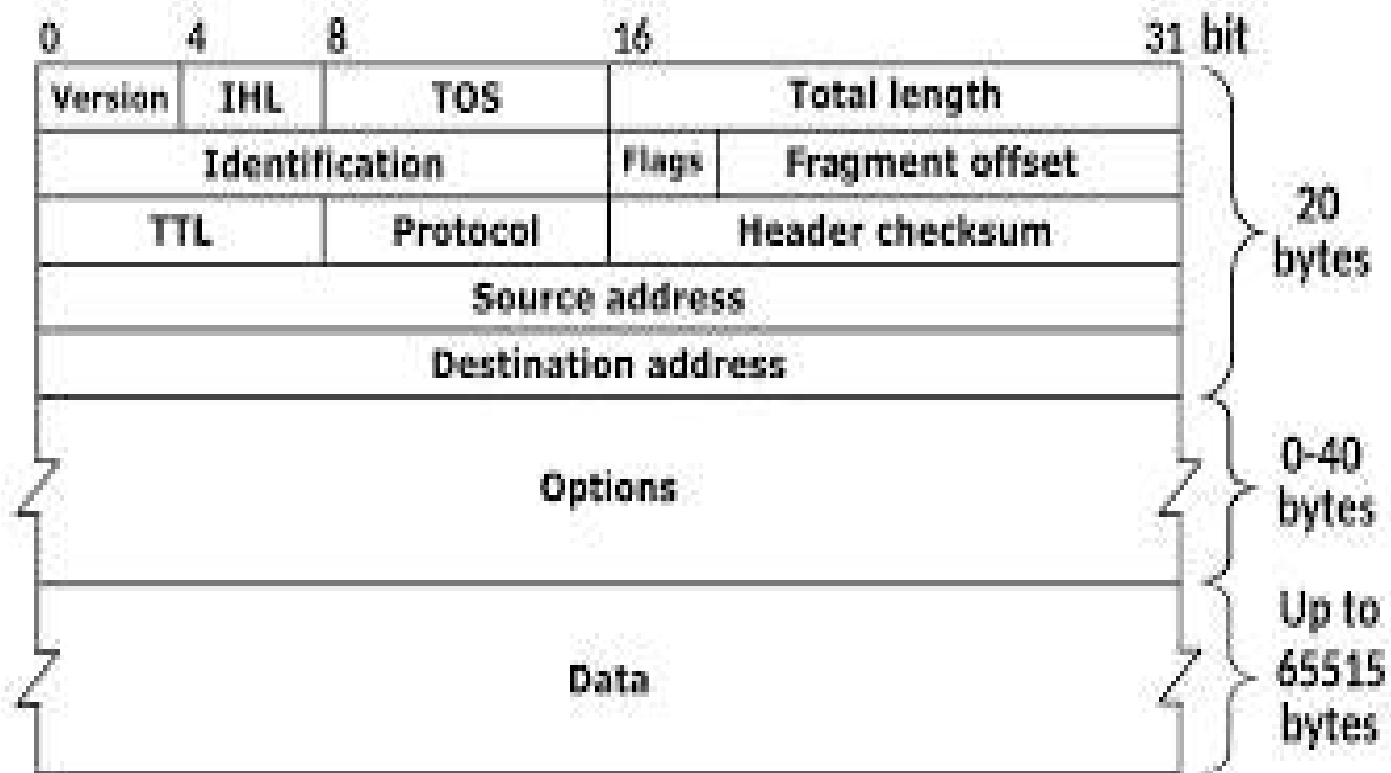 0 4 8 16 31 bit
Version IHL TOS Total length
Identification Flags Fragment offset
TTL Protocol Header checksum
Source address
Destination address
20
bytes
Options
0-40
bytes
Data
Up to
65515
bytes